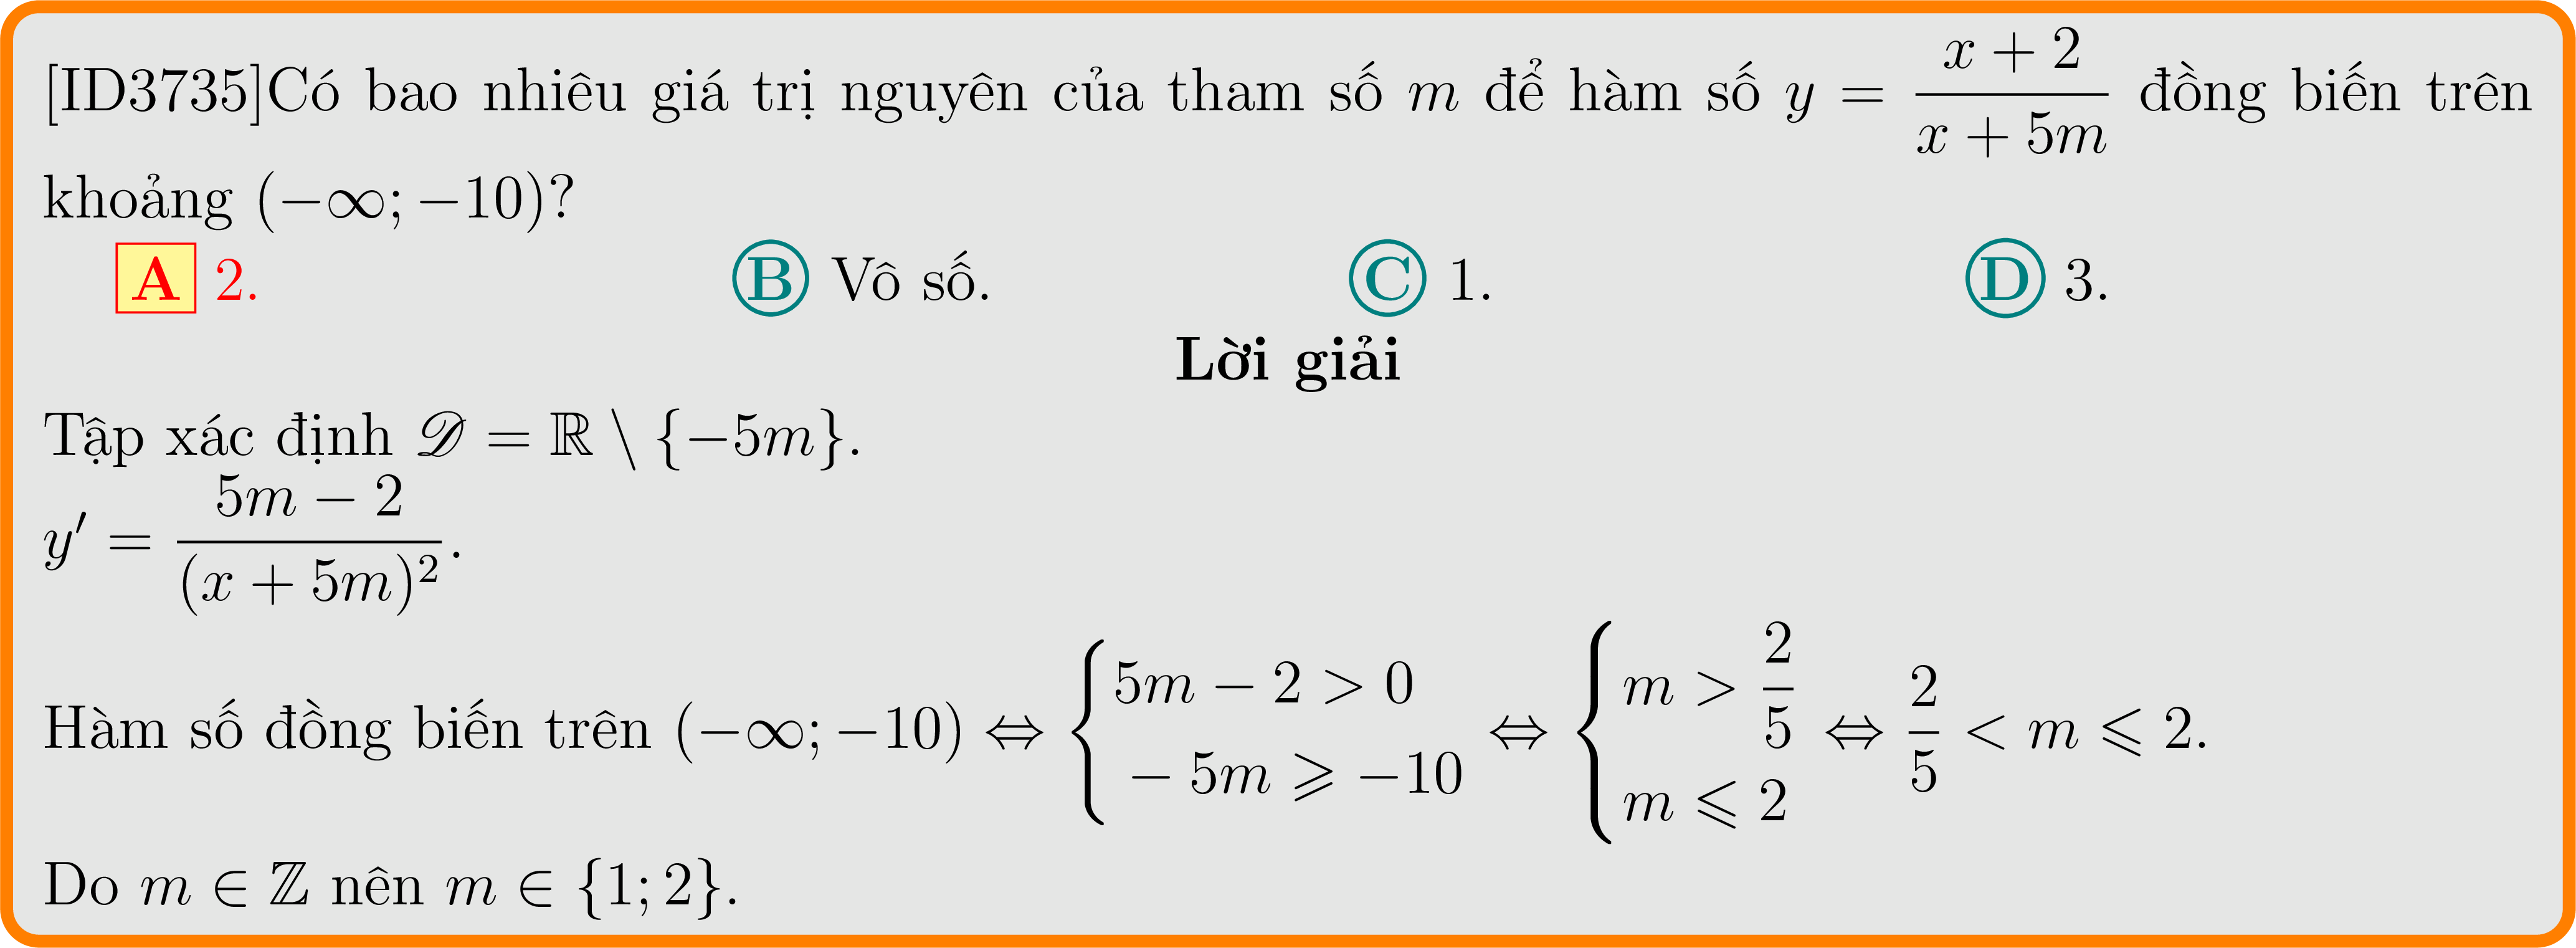 [ID3735]Có bao nhiêu giá trị nguyên của tham số $m$ để hàm số $y = \dfrac{x+2}{x+5m}$ đồng biến trên
khoảng $(-\infty; -10)$?
A 2. B Vô số. C 1. D 3.
Lời giải
Tập xác định $\mathscr{D} = \mathbb{R} \setminus \{-5m\}$.
$y' = \dfrac{5m-2}{(x+5m)^2}$.
Hàm số đồng biến trên $(-\infty; -10) \Leftrightarrow \begin{cases} 5m-2 > 0 \\ -5m \geqslant -10 \end{cases} \Leftrightarrow \begin{cases} m > \dfrac{2}{5} \\ m \leqslant 2 \end{cases} \Leftrightarrow \dfrac{2}{5} < m \leqslant 2$.
Do $m \in \mathbb{Z}$ nên $m \in \{1; 2\}$.